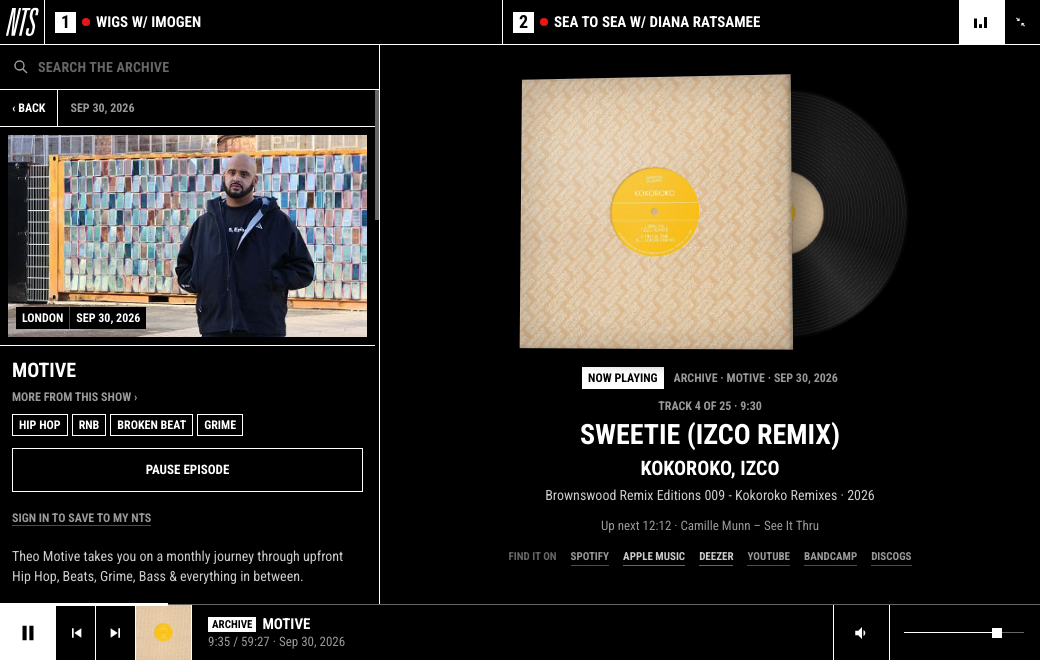 NTS
1 WIGS W/ IMOGEN
2 SEA TO SEA W/ DIANA RATSAMEE
SEARCH THE ARCHIVE
‹ BACK
SEP 30, 2026
LONDON
SEP 30, 2026
MOTIVE
MORE FROM THIS SHOW ›
HIP HOP
RNB
BROKEN BEAT
GRIME
PAUSE EPISODE
SIGN IN TO SAVE TO MY NTS
Theo Motive takes you on a monthly journey through upfront
Hip Hop, Beats, Grime, Bass & everything in between.
KOKOROKO
NOW PLAYING
ARCHIVE · MOTIVE · SEP 30, 2026
TRACK 4 OF 25 · 9:30
SWEETIE (IZCO REMIX)
KOKOROKO, IZCO
Brownswood Remix Editions 009 - Kokoroko Remixes · 2026
Up next 12:12 · Camille Munn – See It Thru
FIND IT ON
SPOTIFY
APPLE MUSIC
DEEZER
YOUTUBE
BANDCAMP
DISCOGS
ARCHIVE MOTIVE
9:35 / 59:27 · Sep 30, 2026